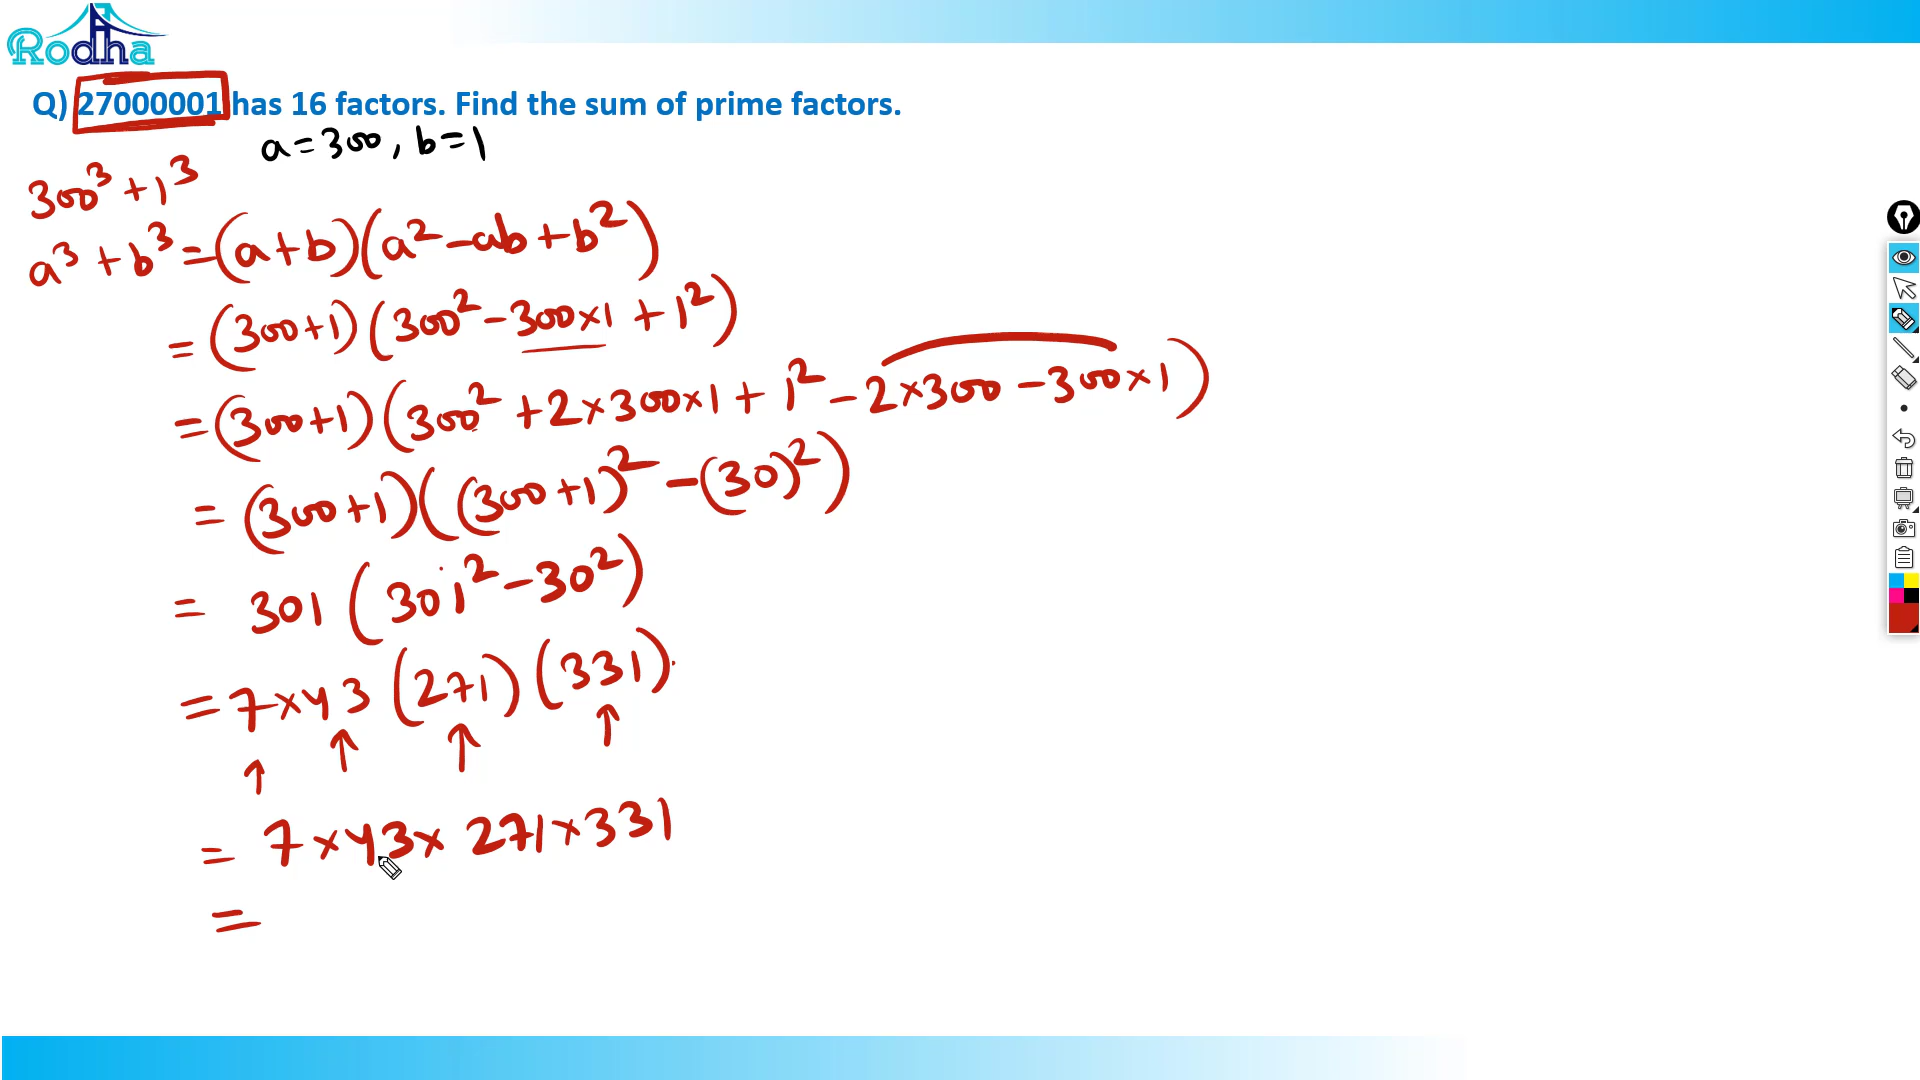 Rodha
Q) 27000001 has 16 factors. Find the sum of prime factors.
a=300, b=1
300³+1³
a³+b³=(a+b)(a²-ab+b²)
=(300+1)(300²-300×1+1²)
=(300+1)(300²+2×300×1+1²-2×300-300×1)
=(300+1)((300+1)²-(30)²)
=301(301²-30²)
=7×43(271)(331)
=7×43×271×331
=